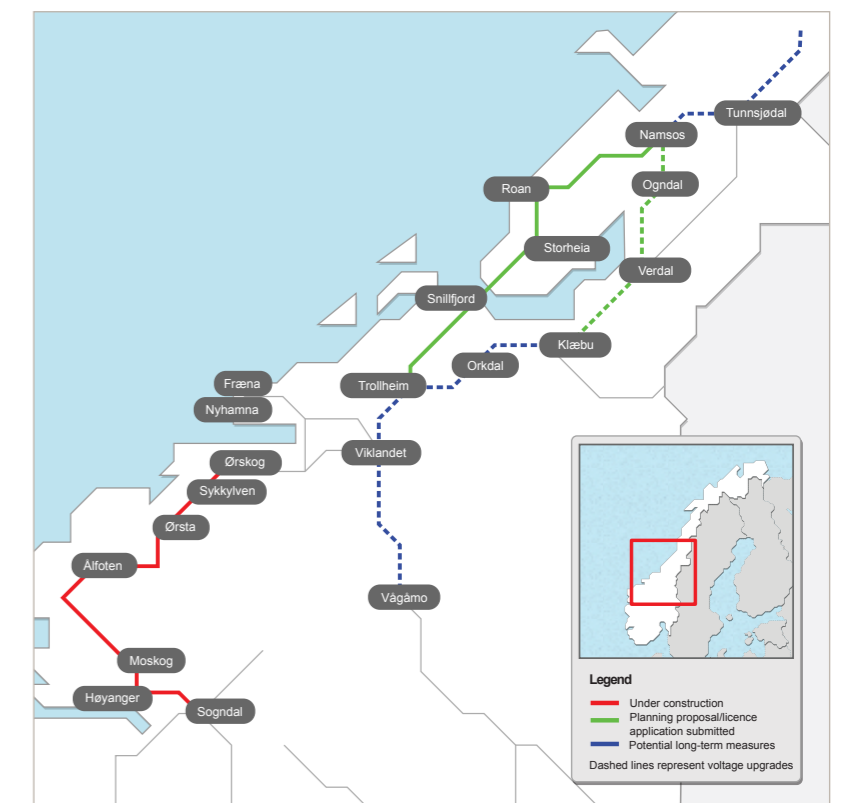 Tunnsjødal
Namsos
Ogndal
Roan
Storheia
Verdal
Snillfjord
Klæbu
Orkdal
Trollheim
Fræna
Nyhamna
Viklandet
Ørskog
Sykkylven
Ørsta
Ålfoten
Vågåmo
Moskog
Høyanger
Sogndal
Legend
Under construction
Planning proposal/licence
application submitted
Potential long-term measures
Dashed lines represent voltage upgrades